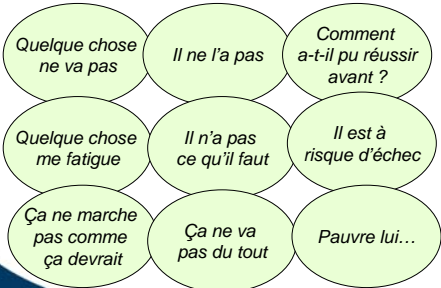 Quelque chose
ne va pas
Il ne l'a pas
Comment
a-t-il pu réussir
avant ?
Quelque chose
me fatigue
Il n'a pas
ce qu'il faut
Il est à
risque d'échec
Ça ne marche
pas comme
ça devrait
Ça ne va
pas du tout
Pauvre lui…